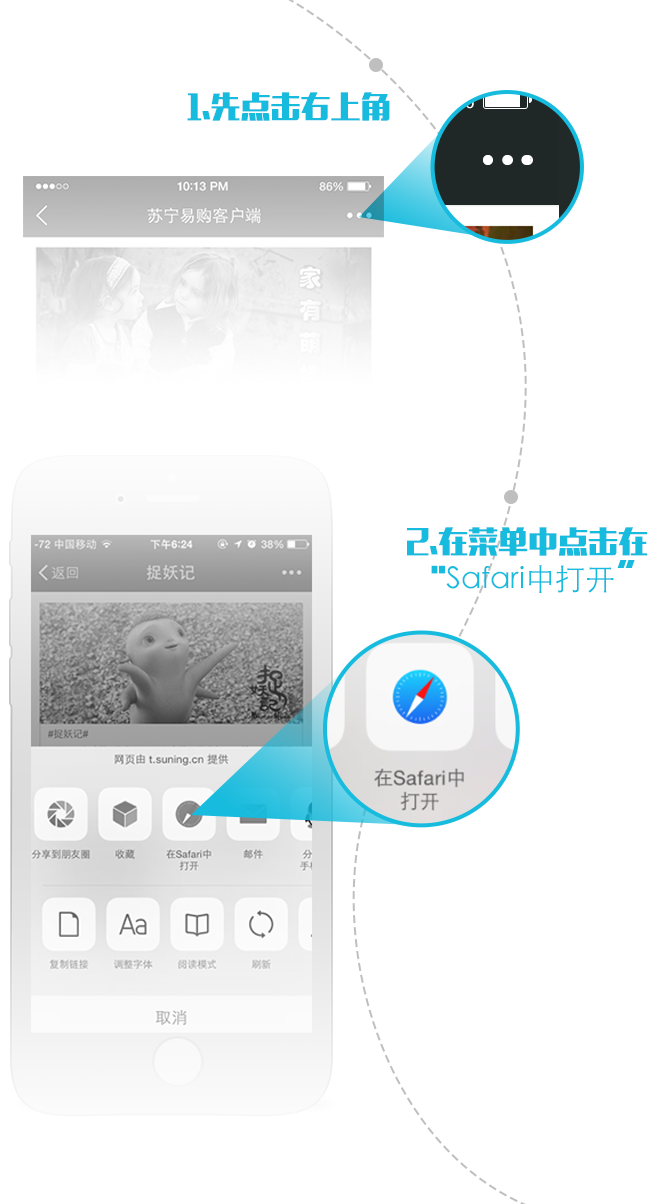 1、先点击右上角
10:13 PM
86%
苏宁易购客户端
家有萌
2、在菜单中点击在
"Safari中打开"
-72 中国移动
下午6:24
38%
返回
捉妖记
捉妖记
#捉妖记#
网页由 t.suning.cn 提供
在Safari中
打开
分享到朋友圈
收藏
在Safari中
打开
邮件
分
手机
Aa
复制链接
调整字体
阅读模式
刷新
取消